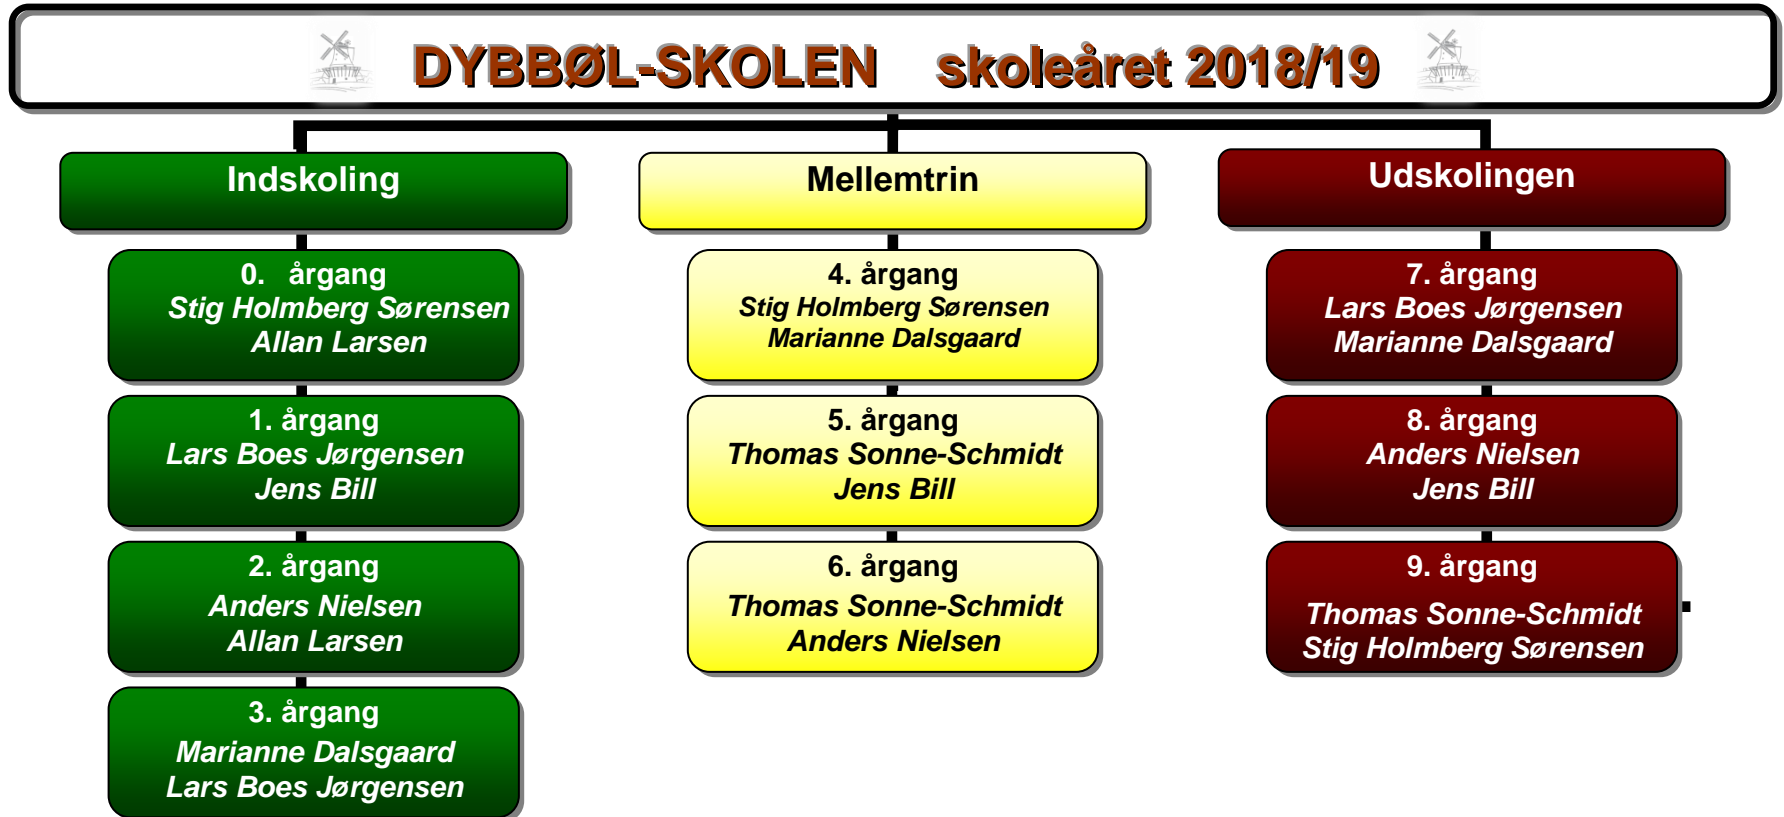 DYBBØL-SKOLEN skoleåret 2018/19
Indskoling
0. årgang
Stig Holmberg Sørensen
Allan Larsen
1. årgang
Lars Boes Jørgensen
Jens Bill
2. årgang
Anders Nielsen
Allan Larsen
3. årgang
Marianne Dalsgaard
Lars Boes Jørgensen
Mellemtrin
4. årgang
Stig Holmberg Sørensen
Marianne Dalsgaard
5. årgang
Thomas Sonne-Schmidt
Jens Bill
6. årgang
Thomas Sonne-Schmidt
Anders Nielsen
Udskolingen
7. årgang
Lars Boes Jørgensen
Marianne Dalsgaard
8. årgang
Anders Nielsen
Jens Bill
9. årgang
Thomas Sonne-Schmidt
Stig Holmberg Sørensen